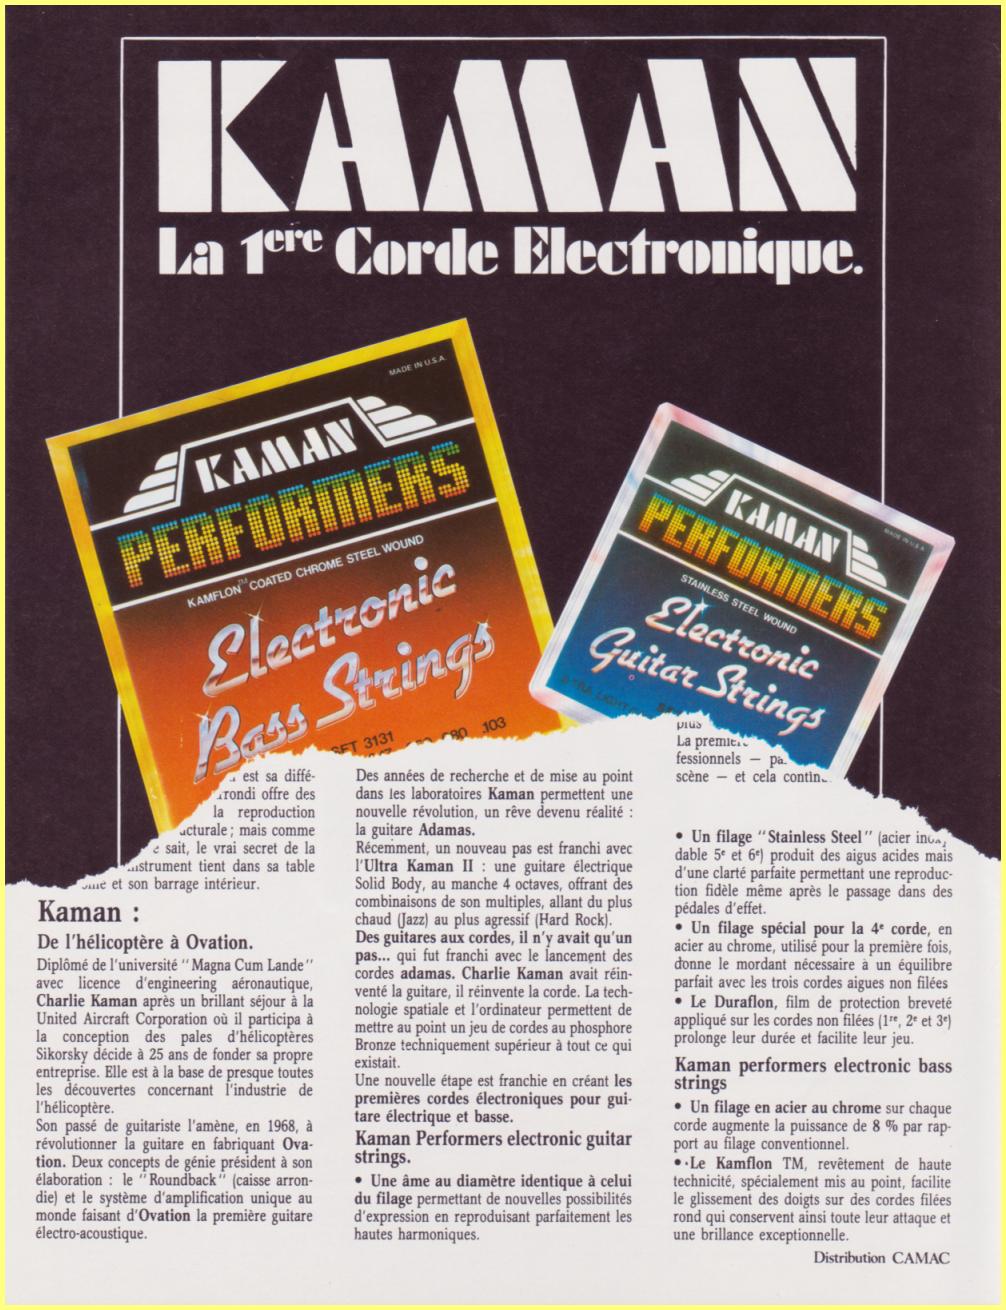 KAMAN
La 1ere Corde Electronique.
MADE IN U.S.A.
KAMAN
PERFORMERS
KAMFLON™ COATED CHROME STEEL WOUND
Electronic
Bass Strings
SET 3131
080 .103
KAMAN
MADE IN U.S.A.
PERFORMERS
STAINLESS STEEL WOUND
Electronic
Guitar Strings
est sa diffé-
offre des
la reproduction
mais comme
sait, le vrai secret de la
tient dans sa table
et son barrage intérieur.
Kaman :
De l'hélicoptère à Ovation.
Diplômé de l'université "Magna Cum Lande"
avec licence d'engineering aéronautique,
Charlie Kaman après un brillant séjour à la
United Aircraft Corporation où il participa à
la conception des pales d'hélicoptères
Sikorsky décide à 25 ans de fonder sa propre
entreprise. Elle est à la base de presque toutes
les découvertes concernant l'industrie de
l'hélicoptère.
Son passé de guitariste l'amène, en 1968, à
révolutionner la guitare en fabriquant Ova-
tion. Deux concepts de génie président à son
élaboration : le "Roundback" (caisse arron-
die) et le système d'amplification unique au
monde faisant d'Ovation la première guitare
électro-acoustique.
Des années de recherche et de mise au point
dans les laboratoires Kaman permettent une
nouvelle révolution, un rêve devenu réalité :
la guitare Adamas.
Récemment, un nouveau pas est franchi avec
l'Ultra Kaman II : une guitare électrique
Solid Body, au manche 4 octaves, offrant des
combinaisons de son multiples, allant du plus
chaud (Jazz) au plus agressif (Hard Rock).
Des guitares aux cordes, il n'y avait qu'un
pas... qui fut franchi avec le lancement des
cordes adamas. Charlie Kaman avait réin-
venté la guitare, il réinvente la corde. La tech-
nologie spatiale et l'ordinateur permettent de
mettre au point un jeu de cordes au phosphore
Bronze techniquement supérieur à tout ce qui
existait.
Une nouvelle étape est franchie en créant les
premières cordes électroniques pour gui-
tare électrique et basse.
Kaman Performers electronic guitar
strings.
• Une âme au diamètre identique à celui
du filage permettant de nouvelles possibilités
d'expression en reproduisant parfaitement les
hautes harmoniques.
plus
La
fessionnels —
scène — et cela
• Un filage "Stainless Steel" (acier inoxy
dable 5e et 6e) produit des aigus acides mais
d'une clarté parfaite permettant une reproduc-
tion fidèle même après le passage dans des
pédales d'effet.
• Un filage spécial pour la 4e corde, en
acier au chrome, utilisé pour la première fois,
donne le mordant nécessaire à un équilibre
parfait avec les trois cordes aigues non filées
• Le Duraflon, film de protection breveté
appliqué sur les cordes non filées (1re, 2e et 3e)
prolonge leur durée et facilite leur jeu.
Kaman performers electronic bass
strings
• Un filage en acier au chrome sur chaque
corde augmente la puissance de 8 % par rap-
port au filage conventionnel.
• Le Kamflon TM, revêtement de haute
technicité, spécialement mis au point, facilite
le glissement des doigts sur des cordes filées
rond qui conservent ainsi toute leur attaque et
une brillance exceptionnelle.
Distribution CAMAC